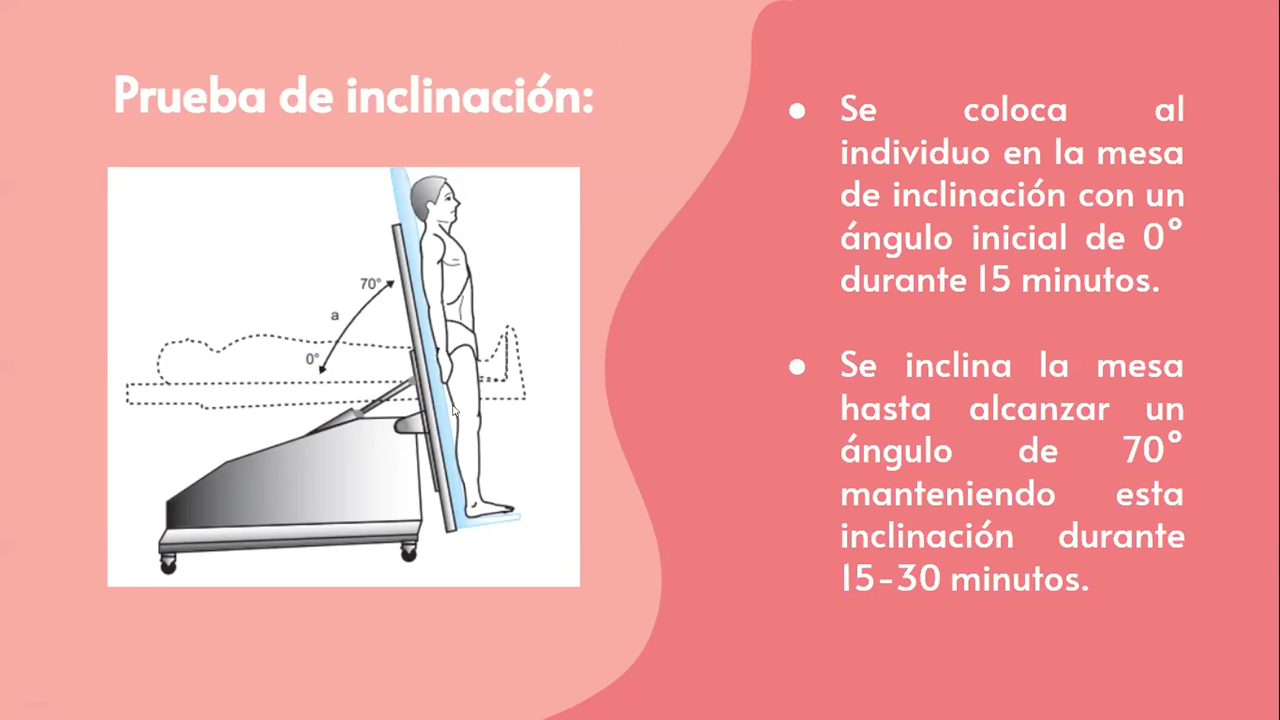 Prueba de inclinación:
70°
a
0°
● Se coloca al
individuo en la mesa
de inclinación con un
ángulo inicial de 0°
durante 15 minutos.
● Se inclina la mesa
hasta alcanzar un
ángulo de 70°
manteniendo esta
inclinación durante
15-30 minutos.